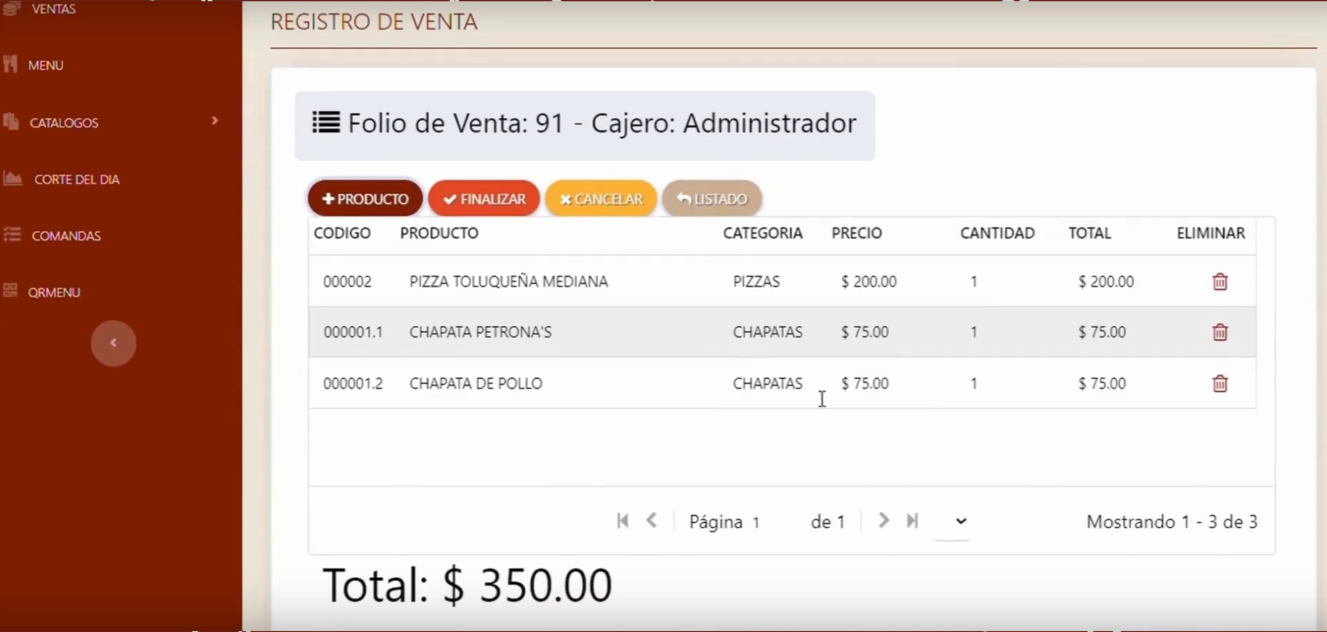 VENTAS
MENU
CATALOGOS
CORTE DEL DIA
COMANDAS
QRMENU
REGISTRO DE VENTA
Folio de Venta: 91 - Cajero: Administrador
PRODUCTO FINALIZAR CANCELAR LISTADO
CODIGO PRODUCTO CATEGORIA PRECIO CANTIDAD TOTAL ELIMINAR
000002 PIZZA TOLUQUEÑA MEDIANA PIZZAS $ 200.00 1 $ 200.00
000001.1 CHAPATA PETRONA'S CHAPATAS $ 75.00 1 $ 75.00
000001.2 CHAPATA DE POLLO CHAPATAS $ 75.00 1 $ 75.00
Página 1 de 1 Mostrando 1 - 3 de 3
Total: $ 350.00